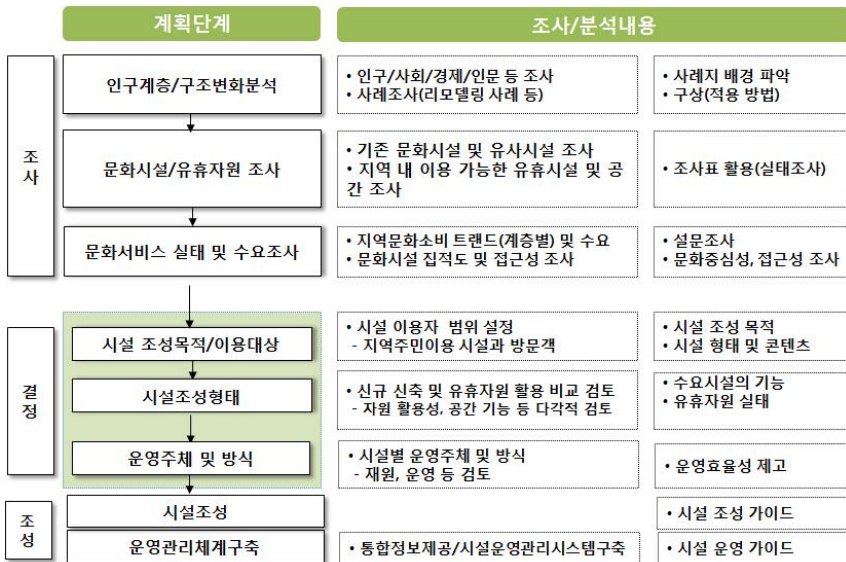 계획단계
조사/분석내용
조사
인구계층/구조변화분석
• 인구/사회/경제/인문 등 조사
• 사례조사(리모델링 사례 등)
• 사례지 배경 파악
• 구상(적용 방법)
문화시설/유휴자원 조사
• 기존 문화시설 및 유사시설 조사
• 지역 내 이용 가능한 유휴시설 및 공
간 조사
• 조사표 활용(실태조사)
문화서비스 실태 및 수요조사
• 지역문화소비 트랜드(계층별) 및 수요
• 문화시설 집적도 및 접근성 조사
• 설문조사
• 문화중심성, 접근성 조사
결정
시설 조성목적/이용대상
• 시설 이용자 범위 설정
- 지역주민이용 시설과 방문객
• 시설 조성 목적
• 시설 형태 및 콘텐츠
시설조성형태
• 신규 신축 및 유휴자원 활용 비교 검토
- 자원 활용성, 공간 기능 등 다각적 검토
• 수요시설의 기능
• 유휴자원 실태
운영주체 및 방식
• 시설별 운영주체 및 방식
- 재원, 운영 등 검토
• 운영효율성 제고
조성
시설조성
• 시설 조성 가이드
운영관리체계구축
• 통합정보제공/시설운영관리시스템구축
• 시설 운영 가이드